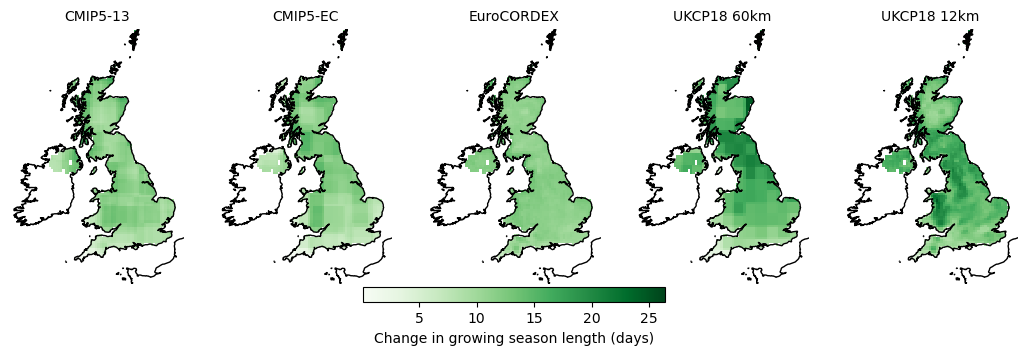 CMIP5-13 CMIP5-EC EuroCORDEX UKCP18 60km UKCP18 12km
5 10 15 20 25
Change in growing season length (days)